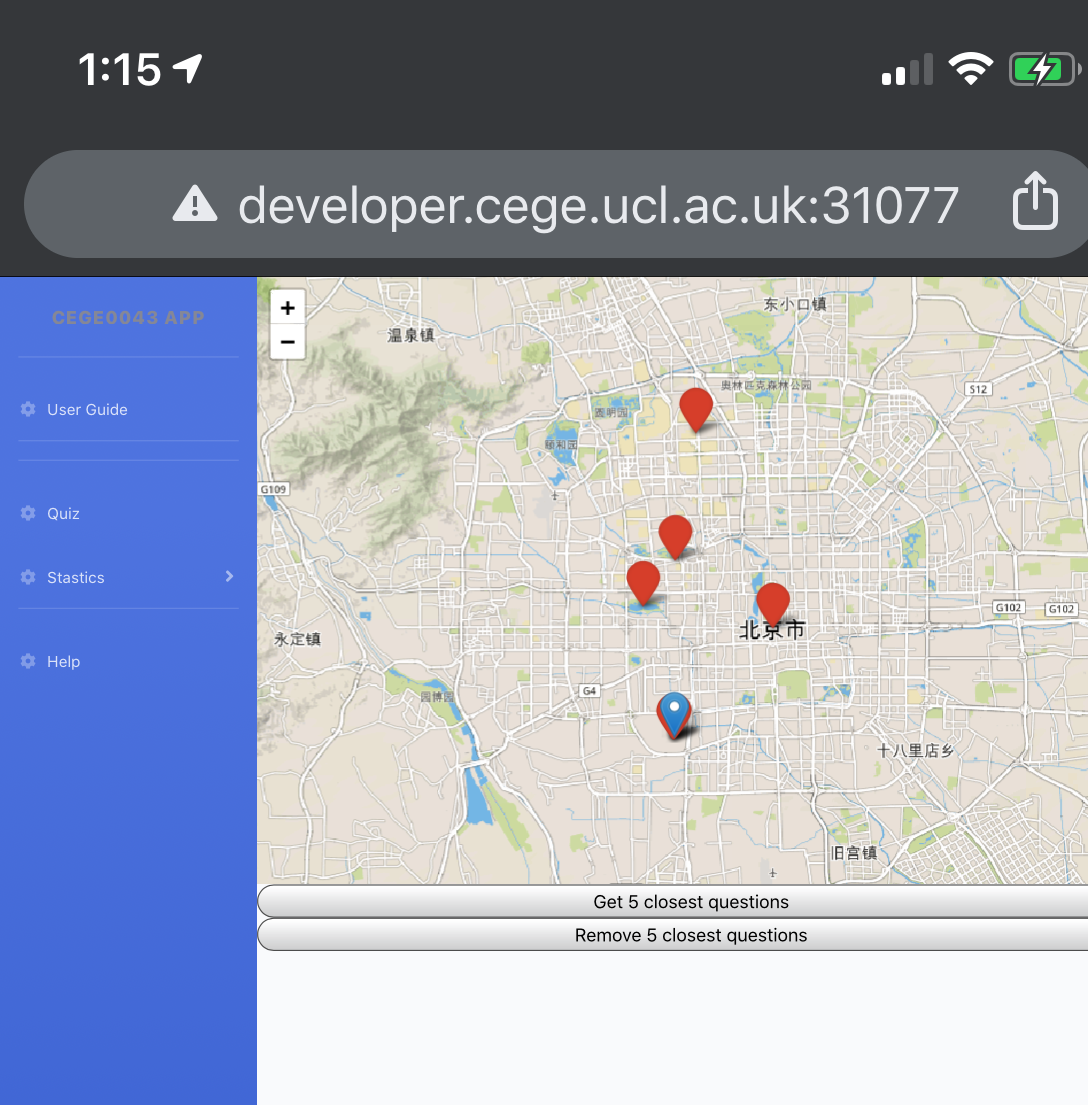 1:15
developer.cege.ucl.ac.uk:31077
CEGE0043 APP
User Guide
Quiz
Stastics
Help
+
−
东小口镇
温泉镇
奥林匹克森林公园
S12
圆明园
颐和园
G109
G102
G102
北京市
永定镇
G4
园博园
十八里店乡
旧宫镇
Get 5 closest questions
Remove 5 closest questions